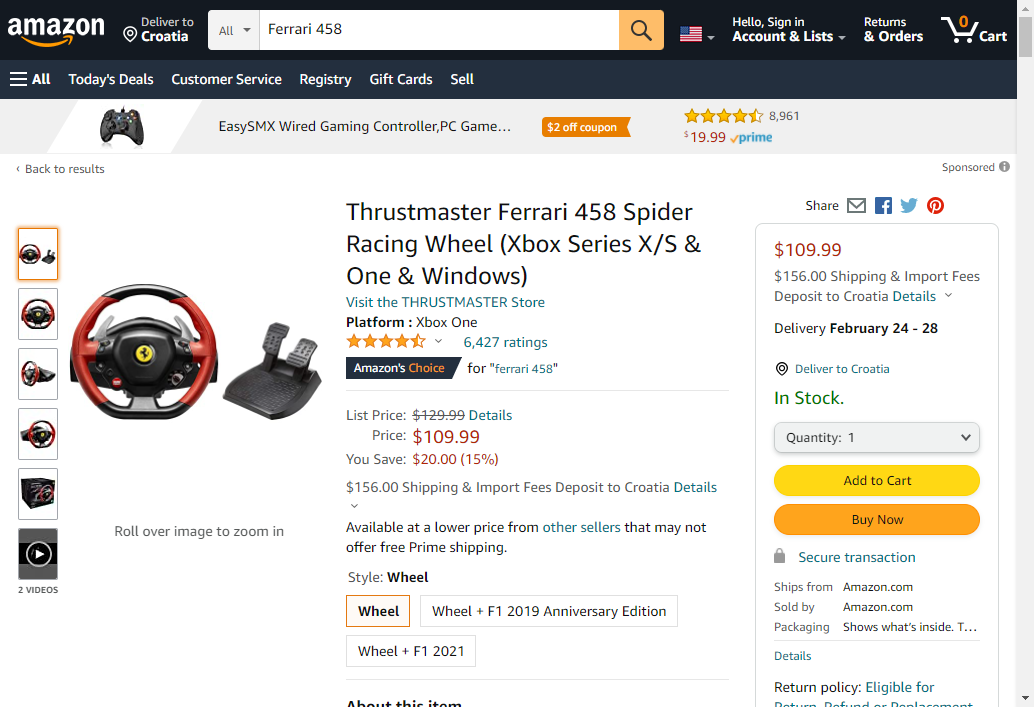 amazon
Deliver to
Croatia
All
Ferrari 458
Hello, Sign in
Account & Lists
Returns
& Orders
0
Cart
All
Today's Deals
Customer Service
Registry
Gift Cards
Sell
EasySMX Wired Gaming Controller,PC Game…
$2 off coupon
8,961
$19.99 prime
‹ Back to results
Sponsored
Share
Thrustmaster Ferrari 458 Spider
Racing Wheel (Xbox Series X/S &
One & Windows)
Visit the THRUSTMASTER Store
Platform : Xbox One
6,427 ratings
Amazon's Choice for "ferrari 458"
List Price: $129.99 Details
Price: $109.99
You Save: $20.00 (15%)
$156.00 Shipping & Import Fees Deposit to Croatia Details
Available at a lower price from other sellers that may not
offer free Prime shipping.
Style: Wheel
Wheel
Wheel + F1 2019 Anniversary Edition
Wheel + F1 2021
About this item
Roll over image to zoom in
2 VIDEOS
$109.99
$156.00 Shipping & Import Fees
Deposit to Croatia Details
Delivery February 24 - 28
Deliver to Croatia
In Stock.
Quantity: 1
Add to Cart
Buy Now
Secure transaction
Ships from Amazon.com
Sold by Amazon.com
Packaging Shows what's inside. T…
Details
Return policy: Eligible for
Return, Refund or Replacement